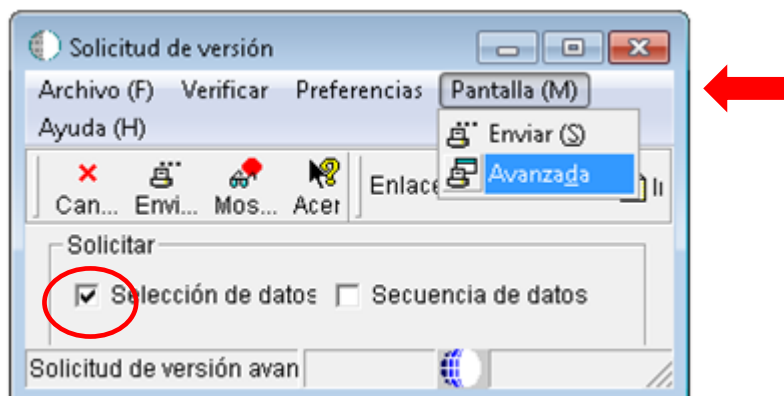 Solicitud de versión
Archivo (F) Verificar Preferencias Pantalla (M)
Ayuda (H)
Enviar (S)
Avanzada
Can... Envi... Mos... Acer Enlace
Solicitar
Selección de datos Secuencia de datos
Solicitud de versión avan